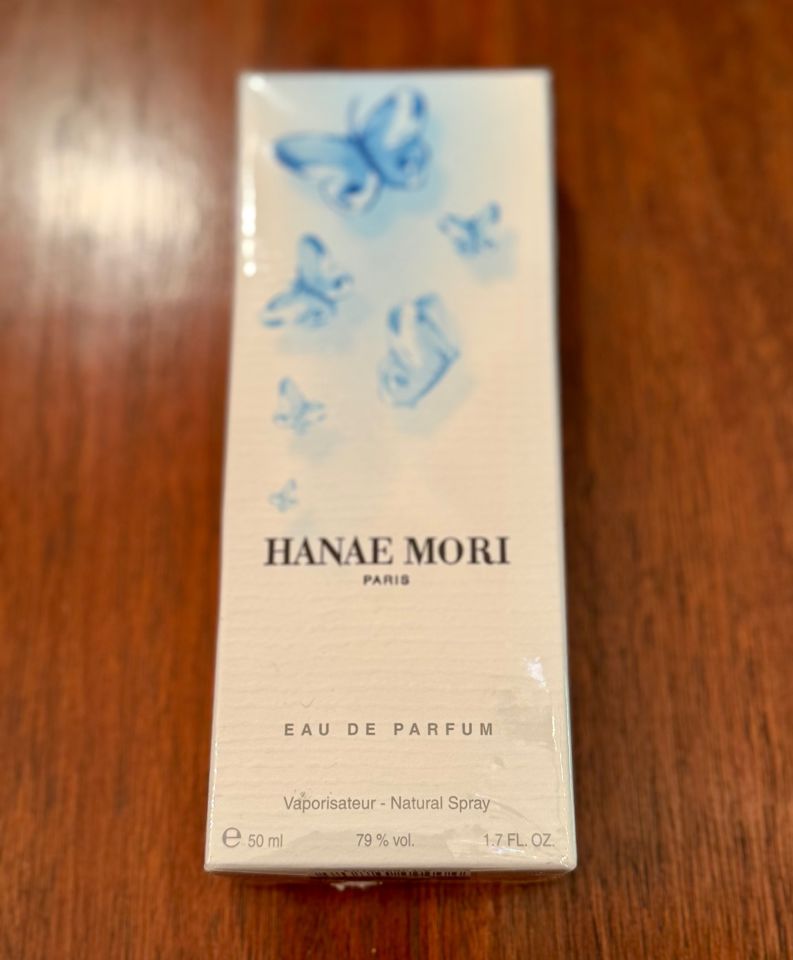 HANAE MORI
PARIS
EAU DE PARFUM
Vaporisateur - Natural Spray
℮ 50 ml 79 % vol. 1.7 FL. OZ.